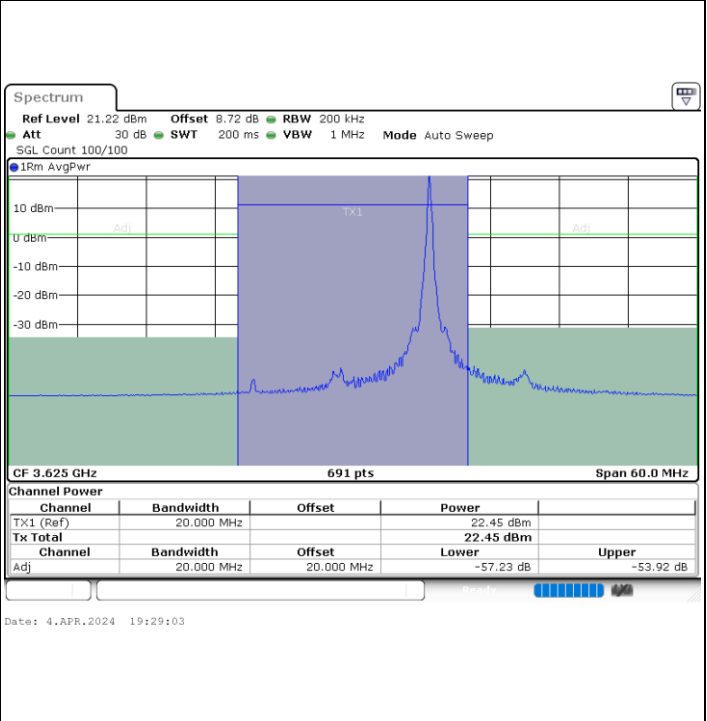 Spectrum
Ref Level 21.22 dBm Offset 8.72 dB RBW 200 kHz
Att 30 dB SWT 200 ms VBW 1 MHz Mode Auto Sweep
SGL Count 100/100
1Rm AvgPwr
10 dBm
TX1
Adj
Adj
0 dBm
-10 dBm
-20 dBm
-30 dBm
CF 3.625 GHz 691 pts Span 60.0 MHz
Channel Power
Channel Bandwidth Offset Power
TX1 (Ref) 20.000 MHz 22.45 dBm
Tx Total 22.45 dBm
Channel Bandwidth Offset Lower Upper
Adj 20.000 MHz 20.000 MHz -57.23 dB -53.92 dB
Ready
Date: 4.APR.2024 19:29:03